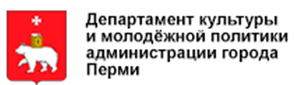 Департамент культуры
и молодёжной политики
администрации города
Перми